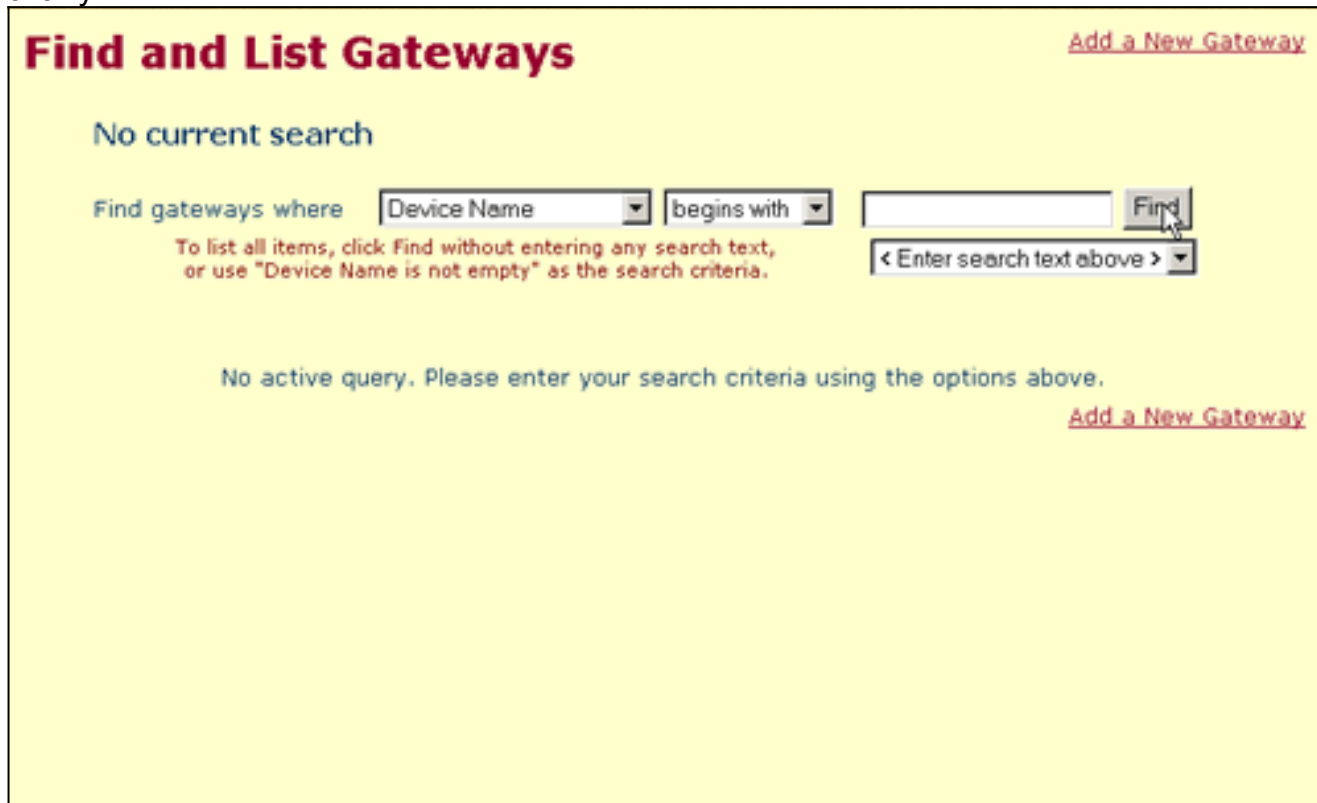 Find and List Gateways
Add a New Gateway
No current search
Find gateways where Device Name begins with Find
To list all items, click Find without entering any search text,
or use "Device Name is not empty" as the search criteria.
< Enter search text above >
No active query. Please enter your search criteria using the options above.
Add a New Gateway